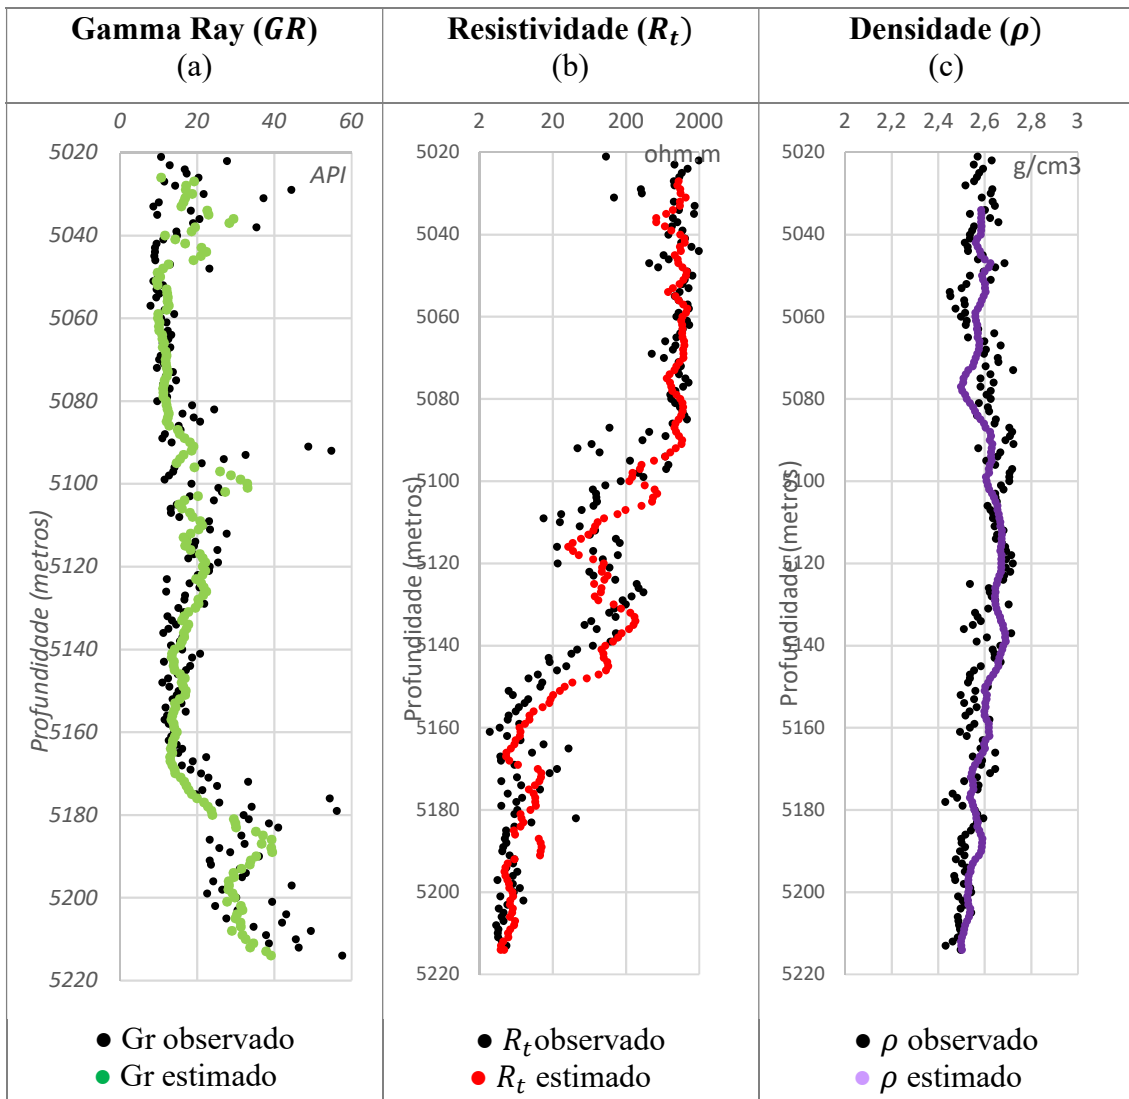 Gamma Ray (GR)
(a)
Resistividade (Rₜ)
(b)
Densidade (ρ)
(c)
0 20 40 60
API
5020
5040
5060
5080
5100
5120
5140
5160
5180
5200
5220
Profundidade (metros)
2 20 200 2000
ohm m
5020
5040
5060
5080
5100
5120
5140
5160
5180
5200
5220
Profundidade (metros)
2 2,2 2,4 2,6 2,8 3
g/cm3
5020
5040
5060
5080
5100
5120
5140
5160
5180
5200
5220
Profundidade (metros)
Gr observado
Gr estimado
Rₜ observado
Rₜ estimado
ρ observado
ρ estimado